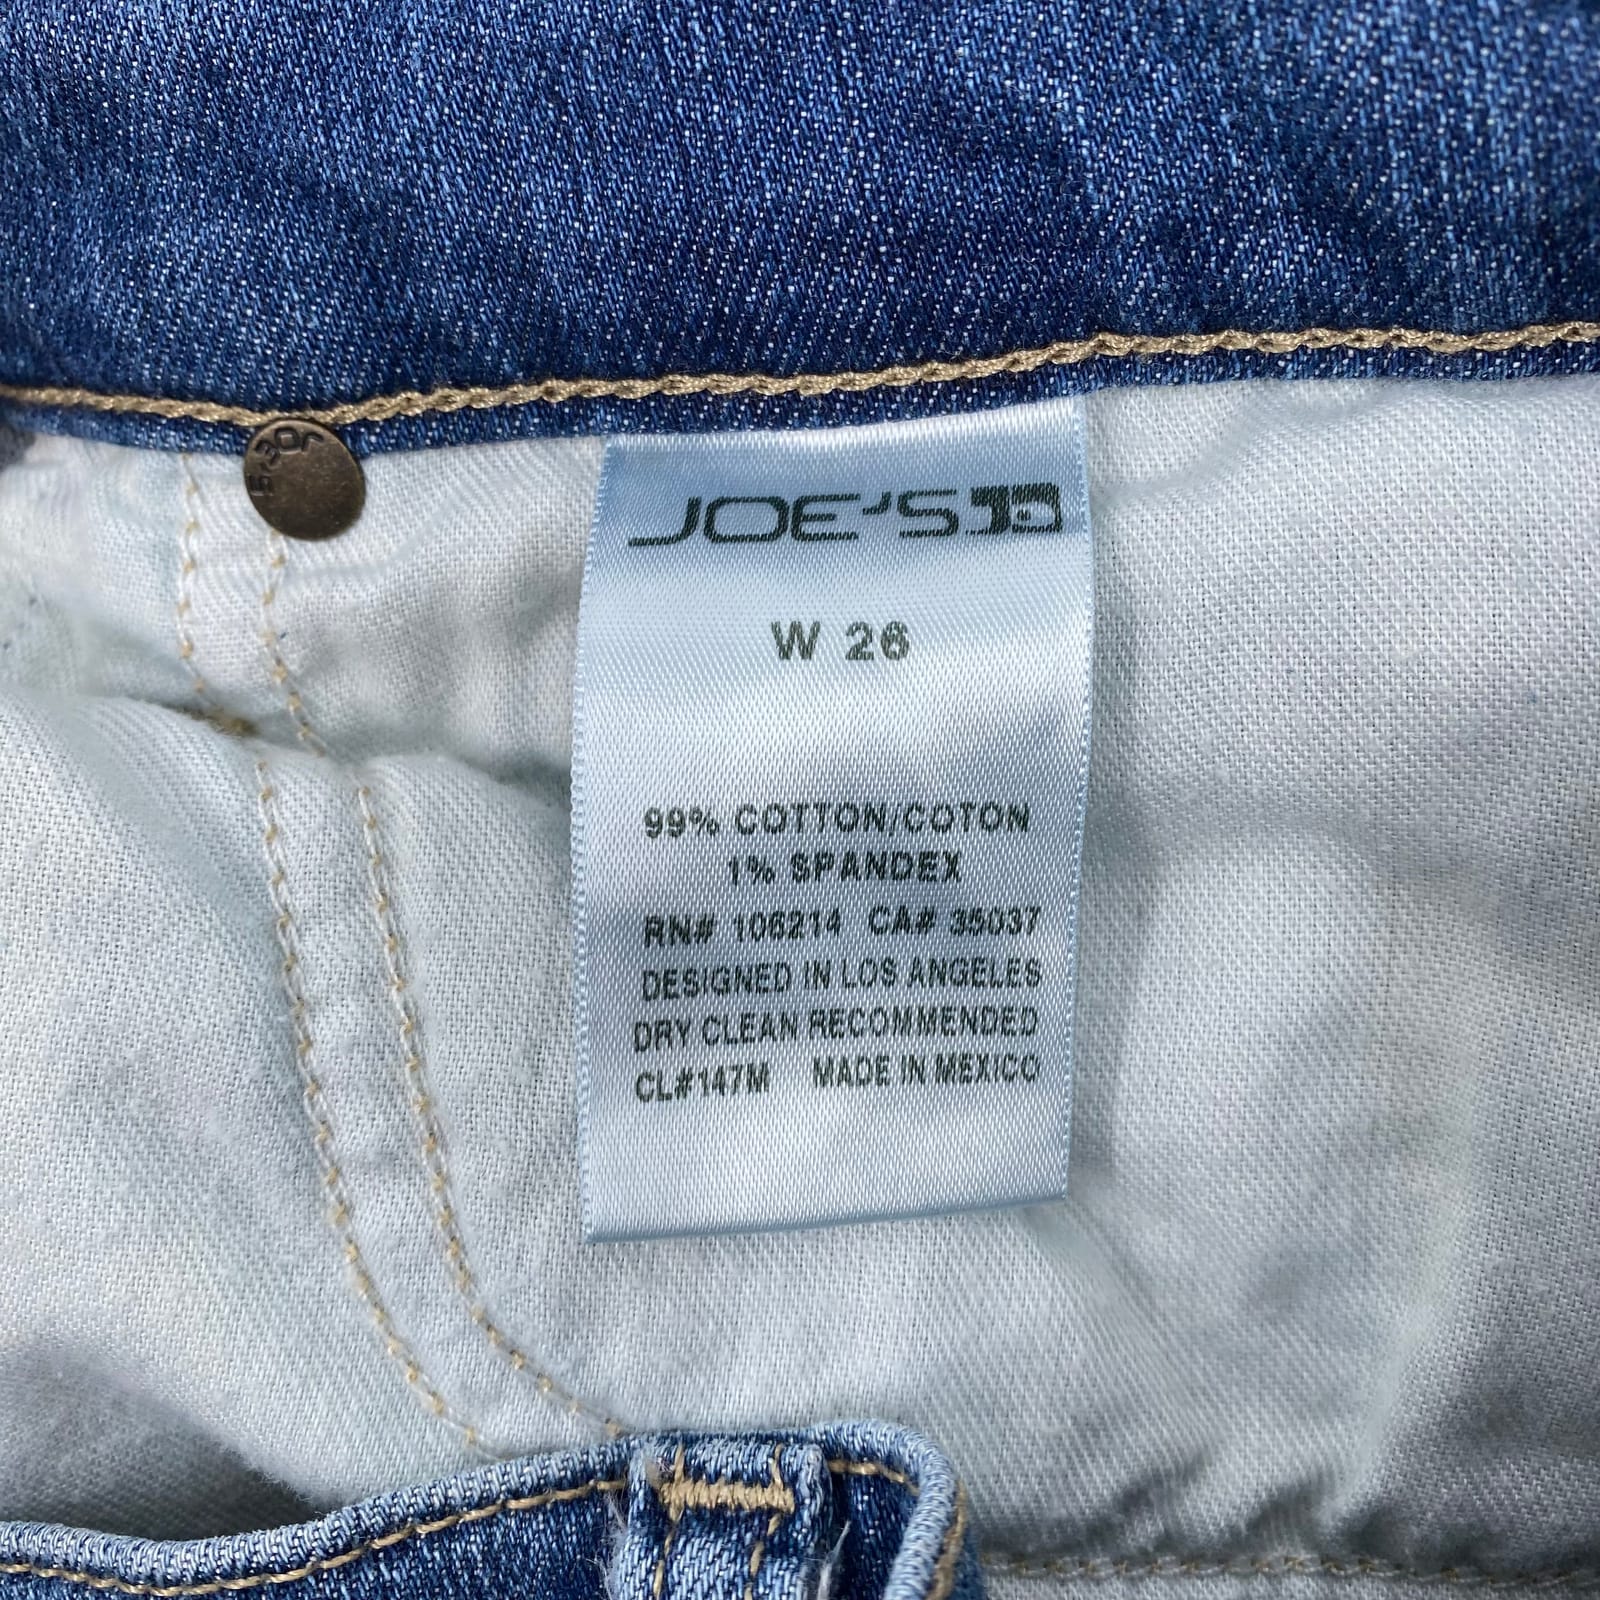 JOE'S
JOE'S
W 26
99% COTTON/COTON
1% SPANDEX
RN# 106214 CA# 35037
DESIGNED IN LOS ANGELES
DRY CLEAN RECOMMENDED
CL#147M MADE IN MEXICO